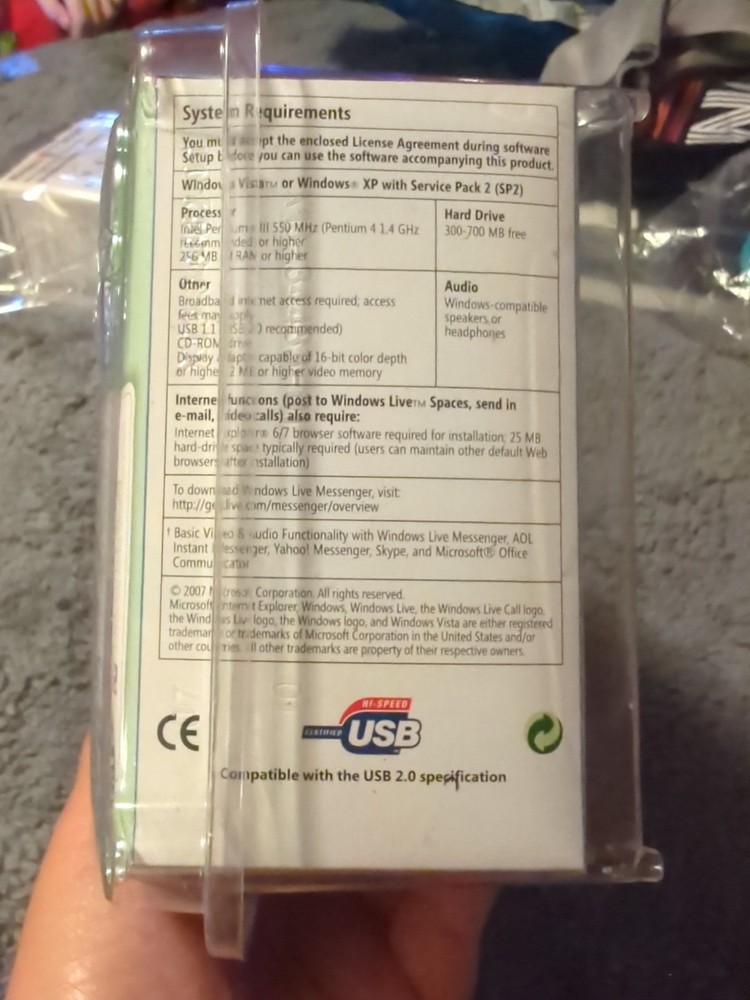 System Requirements
You must accept the enclosed License Agreement during software
Setup before you can use the software accompanying this product.
Windows Vista™ or Windows® XP with Service Pack 2 (SP2)
Processor
Intel Pentium® III 550 MHz (Pentium 4 1.4 GHz
recommended) or higher
256 MB RAM or higher
Hard Drive
300-700 MB free
Other
Broadband internet access required; access
fees may apply
USB 1.1 (USB 2.0 recommended)
CD-ROM drive
Display adapter capable of 16-bit color depth
or higher 2 MB or higher video memory
Audio
Windows-compatible
speakers or
headphones
Internet functions (post to Windows Live™ Spaces, send in
e-mail, video calls) also require:
Internet Explorer® 6/7 browser software required for installation; 25 MB
hard-drive space typically required (users can maintain other default Web
browsers after installation)
To download Windows Live Messenger, visit:
http://get.live.com/messenger/overview
† Basic Video & Audio Functionality with Windows Live Messenger, AOL
Instant Messenger, Yahoo! Messenger, Skype, and Microsoft® Office
Communicator
© 2007 Microsoft Corporation. All rights reserved.
Microsoft, Internet Explorer, Windows, Windows Live, the Windows Live Call logo,
the Windows Live logo, the Windows logo, and Windows Vista are either registered
trademarks or trademarks of Microsoft Corporation in the United States and/or
other countries. All other trademarks are property of their respective owners.
CE
HI-SPEED
CERTIFIED USB
Compatible with the USB 2.0 specification